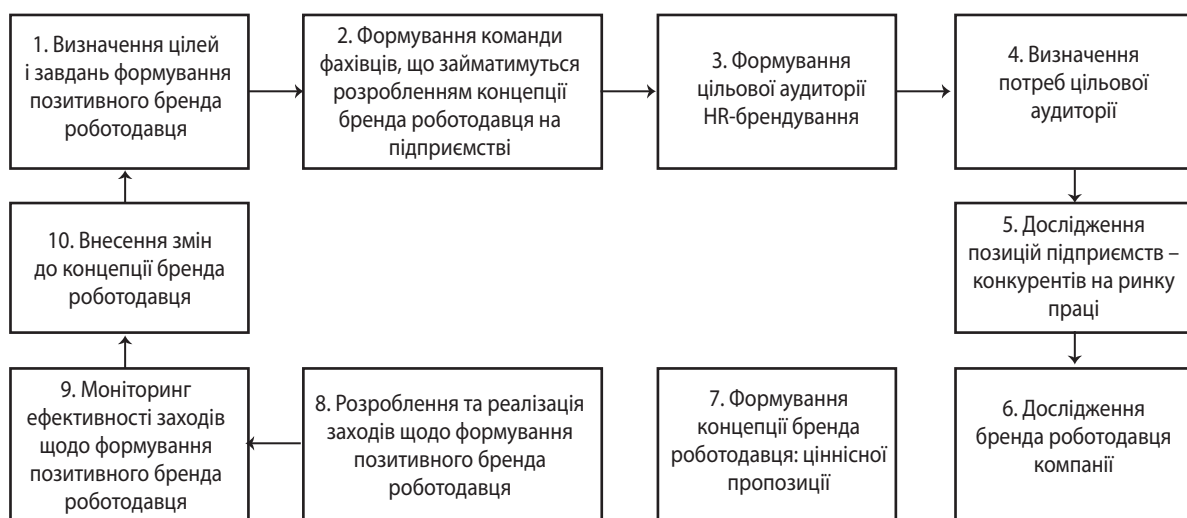 1. Визначення цілей
і завдань формування
позитивного бренда
роботодавця
2. Формування команди
фахівців, що займатимуться
розробленням концепції
бренда роботодавця на
підприємстві
3. Формування
цільової аудиторії
HR-брендування
4. Визначення
потреб цільової
аудиторії
5. Дослідження
позицій підприємств –
конкурентів на ринку
праці
6. Дослідження
бренда роботодавця
компанії
7. Формування
концепції бренда
роботодавця: ціннісної
пропозиції
8. Розроблення та реалізація
заходів щодо формування
позитивного бренда
роботодавця
9. Моніторинг
ефективності заходів
щодо формування
позитивного бренда
роботодавця
10. Внесення змін
до концепції бренда
роботодавця